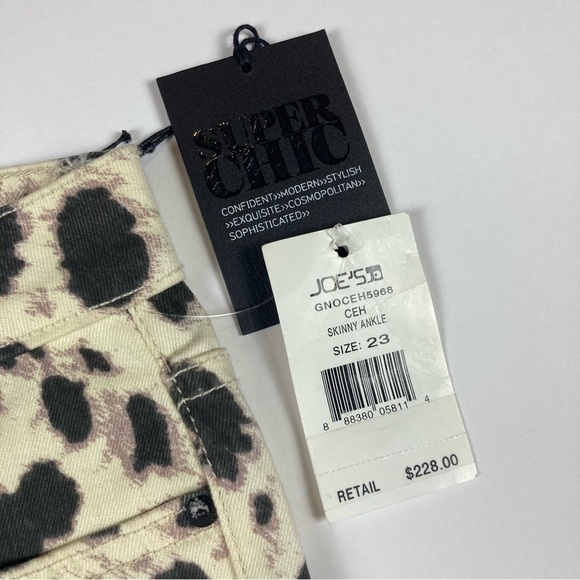 SUPER
CHIC
CONFIDENT>>MODERN>>STYLISH
>>EXQUISITE>>COSMOPOLITAN>>
SOPHISTICATED>>
JOE'S
GNOCEH5968
CEH
SKINNY ANKLE
SIZE: 23
8 88380 05811 4
RETAIL $228.00